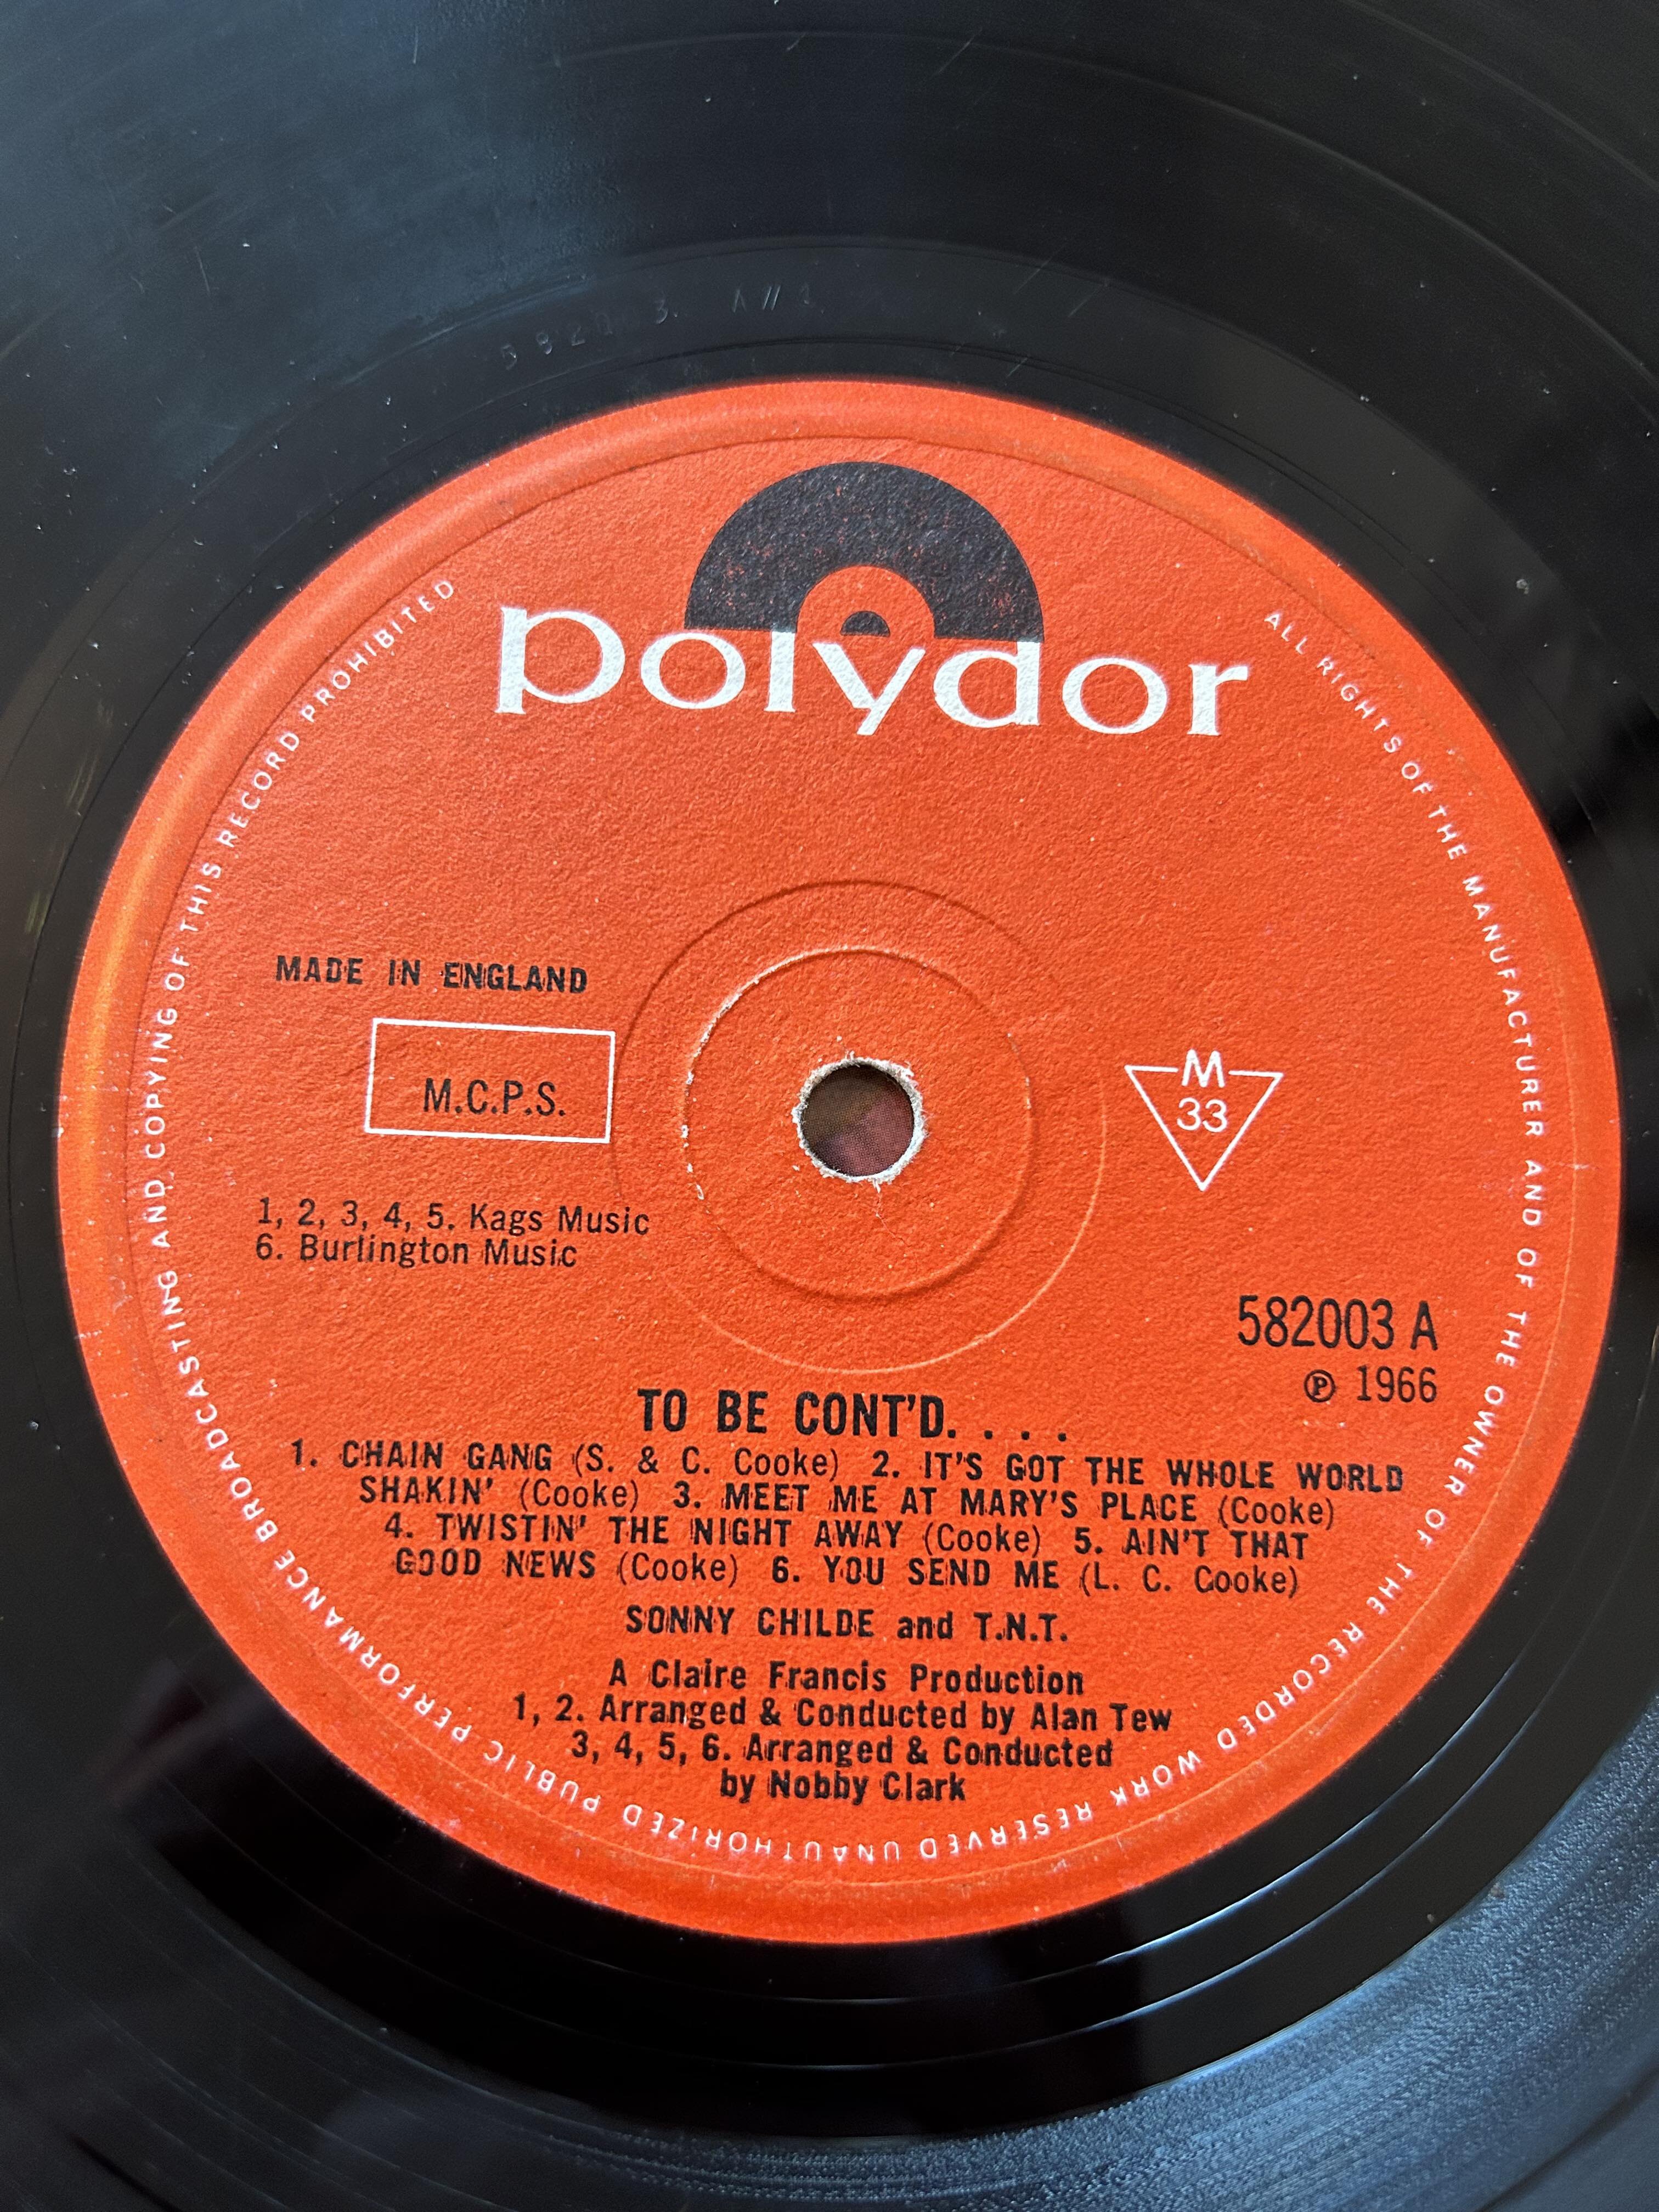 polydor
ALL RIGHTS OF THE MANUFACTURER AND OF THE OWNER OF THE RECORDED WORK RESERVED UNAUTHORIZED PUBLIC PERFORMANCE BROADCASTING AND COPYING OF THIS RECORD PROHIBITED
MADE IN ENGLAND
M.C.P.S.
M
33
1, 2, 3, 4, 5. Kags Music
6. Burlington Music
582003 A
℗ 1966
TO BE CONT'D. . . .
1. CHAIN GANG (S. & C. Cooke) 2. IT'S GOT THE WHOLE WORLD
SHAKIN' (Cooke) 3. MEET ME AT MARY'S PLACE (Cooke)
4. TWISTIN' THE NIGHT AWAY (Cooke) 5. AIN'T THAT
GOOD NEWS (Cooke) 6. YOU SEND ME (L. C. Cooke)
SONNY CHILDE and T.N.T.
A Claire Francis Production
1, 2. Arranged & Conducted by Alan Tew
3, 4, 5, 6. Arranged & Conducted
by Nobby Clark